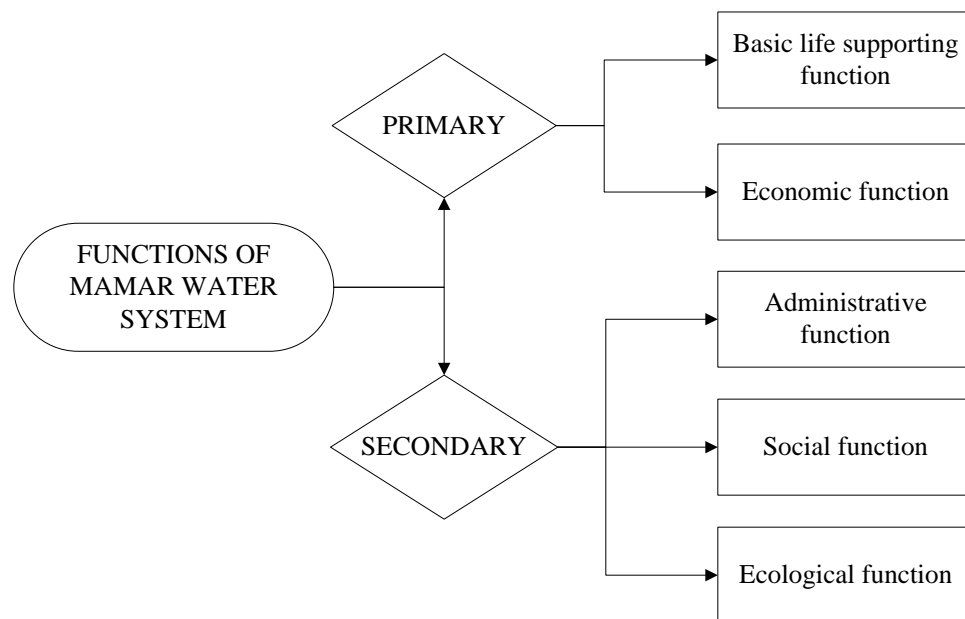 Basic life supporting
function
PRIMARY
Economic function
FUNCTIONS OF
MAMAR WATER
SYSTEM
Administrative
function
SECONDARY
Social function
Ecological function